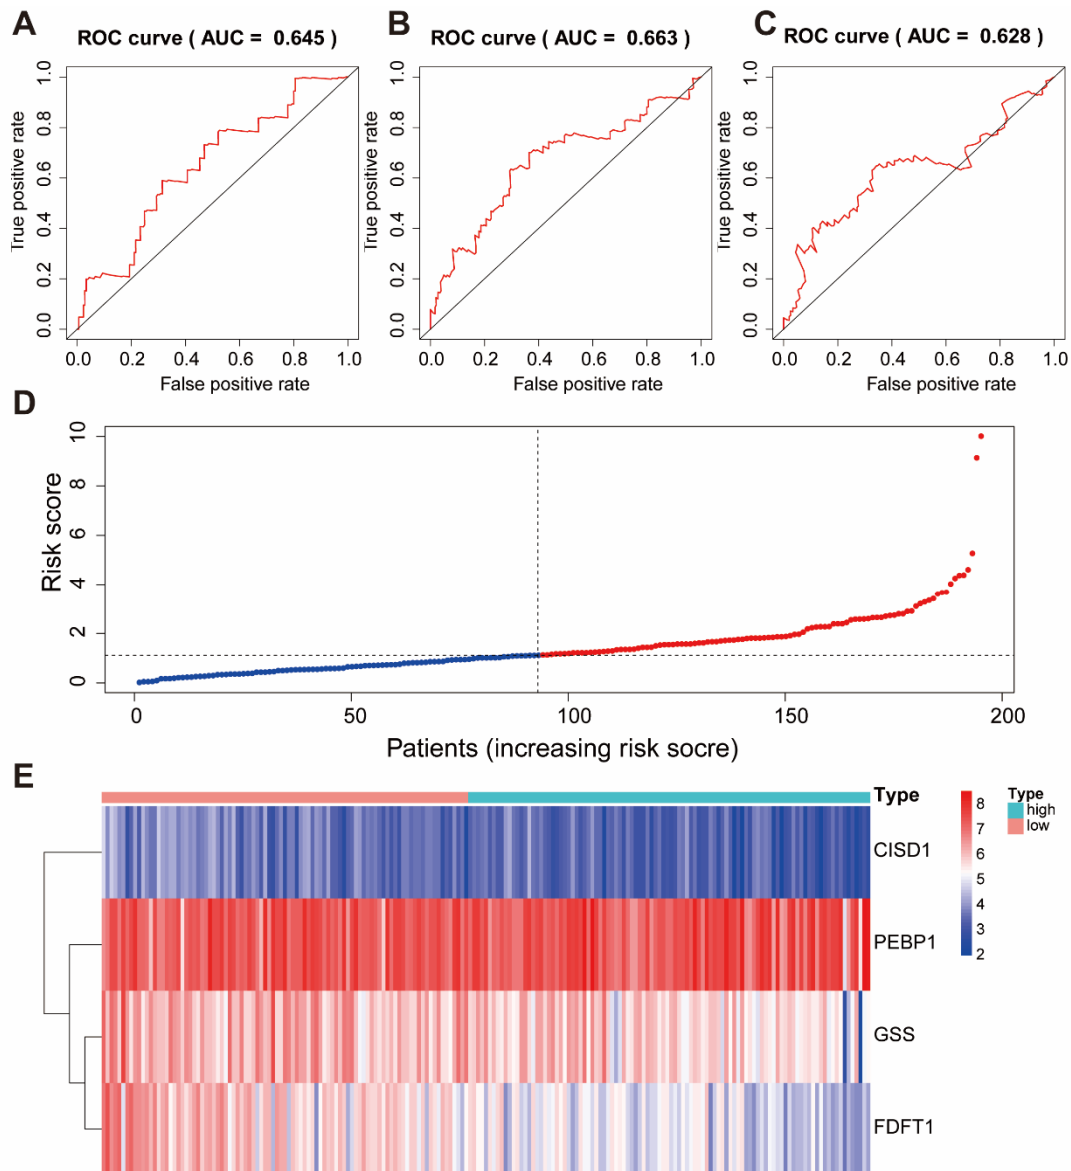 A
ROC curve ( AUC = 0.645 )
True positive rate
1.0
0.8
0.6
0.4
0.2
0.0
0.0 0.2 0.4 0.6 0.8 1.0
False positive rate
B
ROC curve ( AUC = 0.663 )
True positive rate
1.0
0.8
0.6
0.4
0.2
0.0
0.0 0.2 0.4 0.6 0.8 1.0
False positive rate
C
ROC curve ( AUC = 0.628 )
True positive rate
1.0
0.8
0.6
0.4
0.2
0.0
0.0 0.2 0.4 0.6 0.8 1.0
False positive rate
D
Risk score
10
8
6
4
2
0
0 50 100 150 200
Patients (increasing risk socre)
E
Type
CISD1
PEBP1
GSS
FDFT1
8
7
6
5
4
3
2
Type
high
low